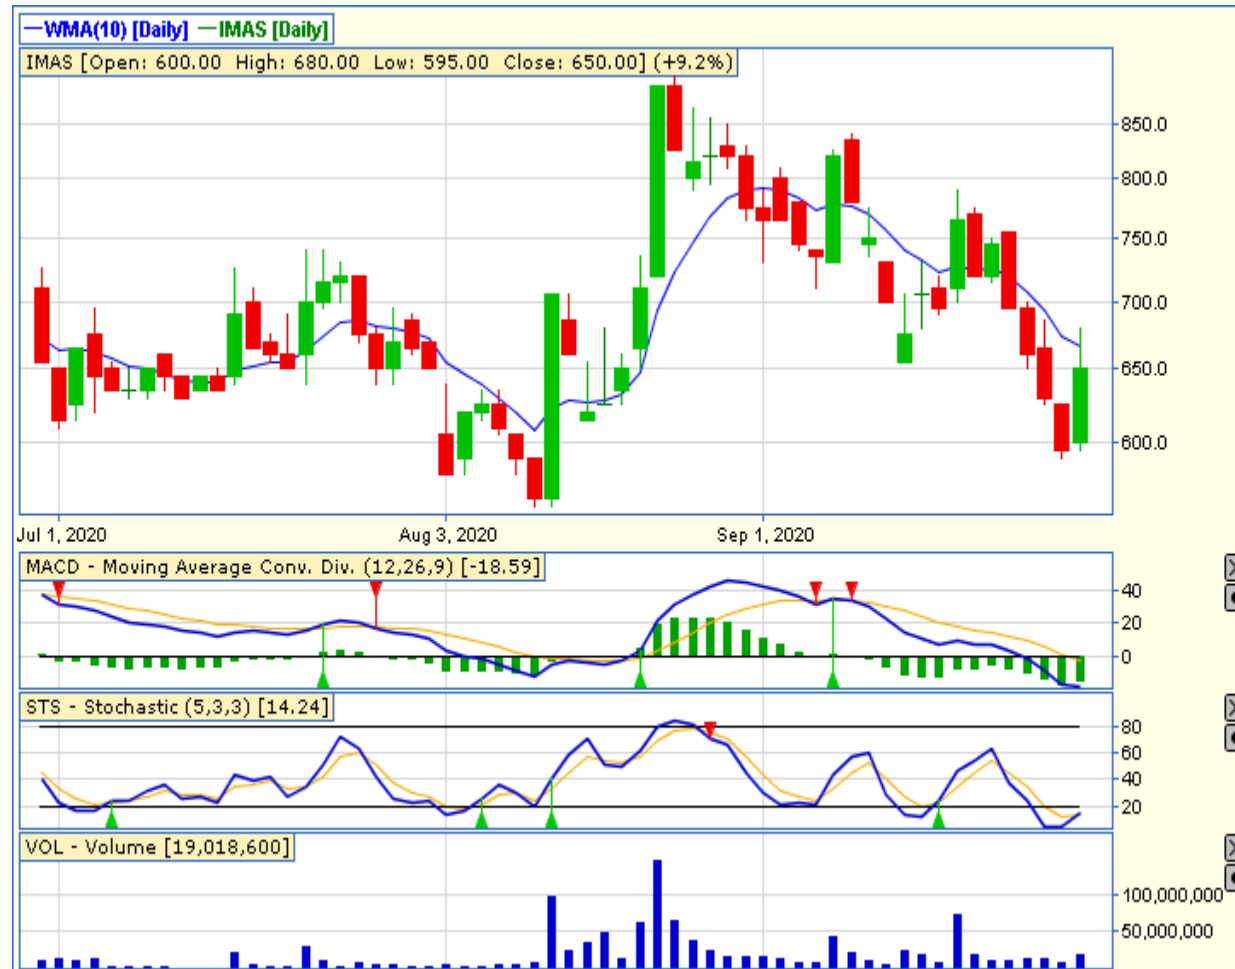 WMA(10) [Daily] IMAS [Daily]
IMAS [Open: 600.00 High: 680.00 Low: 595.00 Close: 650.00] (+9.2%)
850.0
800.0
750.0
700.0
650.0
600.0
Jul 1, 2020 Aug 3, 2020 Sep 1, 2020
MACD - Moving Average Conv. Div. (12,26,9) [-18.59]
40
20
0
STS - Stochastic (5,3,3) [14.24]
80
60
40
20
VOL - Volume [19,018,600]
100,000,000
50,000,000